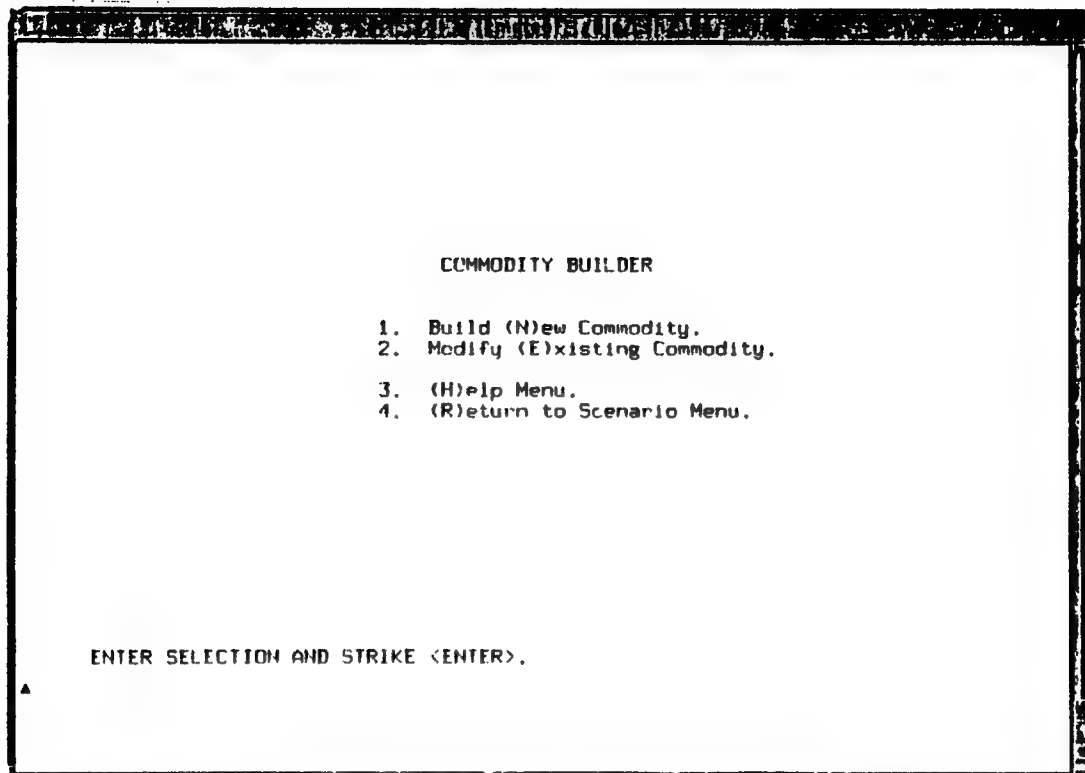 COMMODITY BUILDER
1. Build (N)ew Commodity.
2. Modify (E)xisting Commodity.
3. (H)elp Menu.
4. (R)eturn to Scenario Menu.
ENTER SELECTION AND STRIKE <ENTER>.